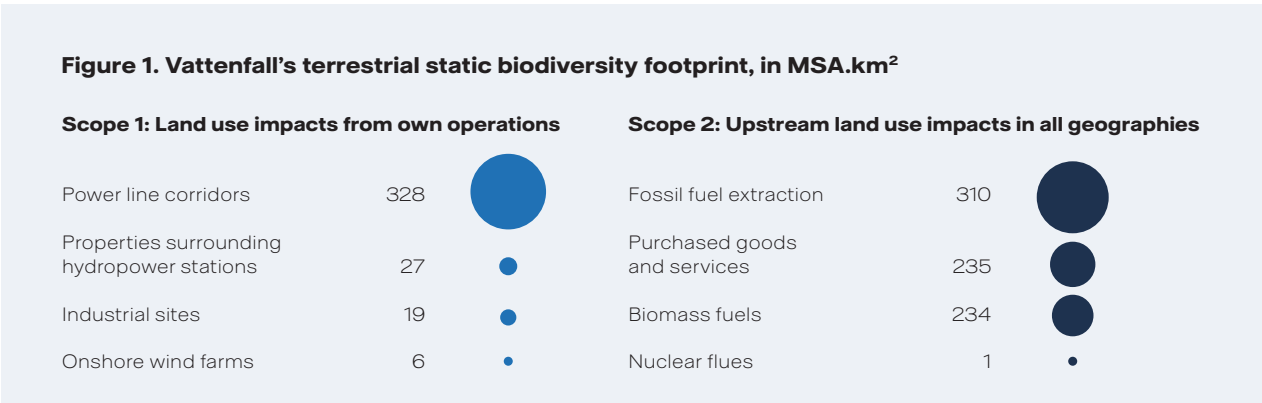 Figure 1. Vattenfall’s terrestrial static biodiversity footprint, in MSA.km²
Scope 1: Land use impacts from own operations
Power line corridors 328
Properties surrounding
hydropower stations 27
Industrial sites 19
Onshore wind farms 6
Scope 2: Upstream land use impacts in all geographies
Fossil fuel extraction 310
Purchased goods
and services 235
Biomass fuels 234
Nuclear flues 1